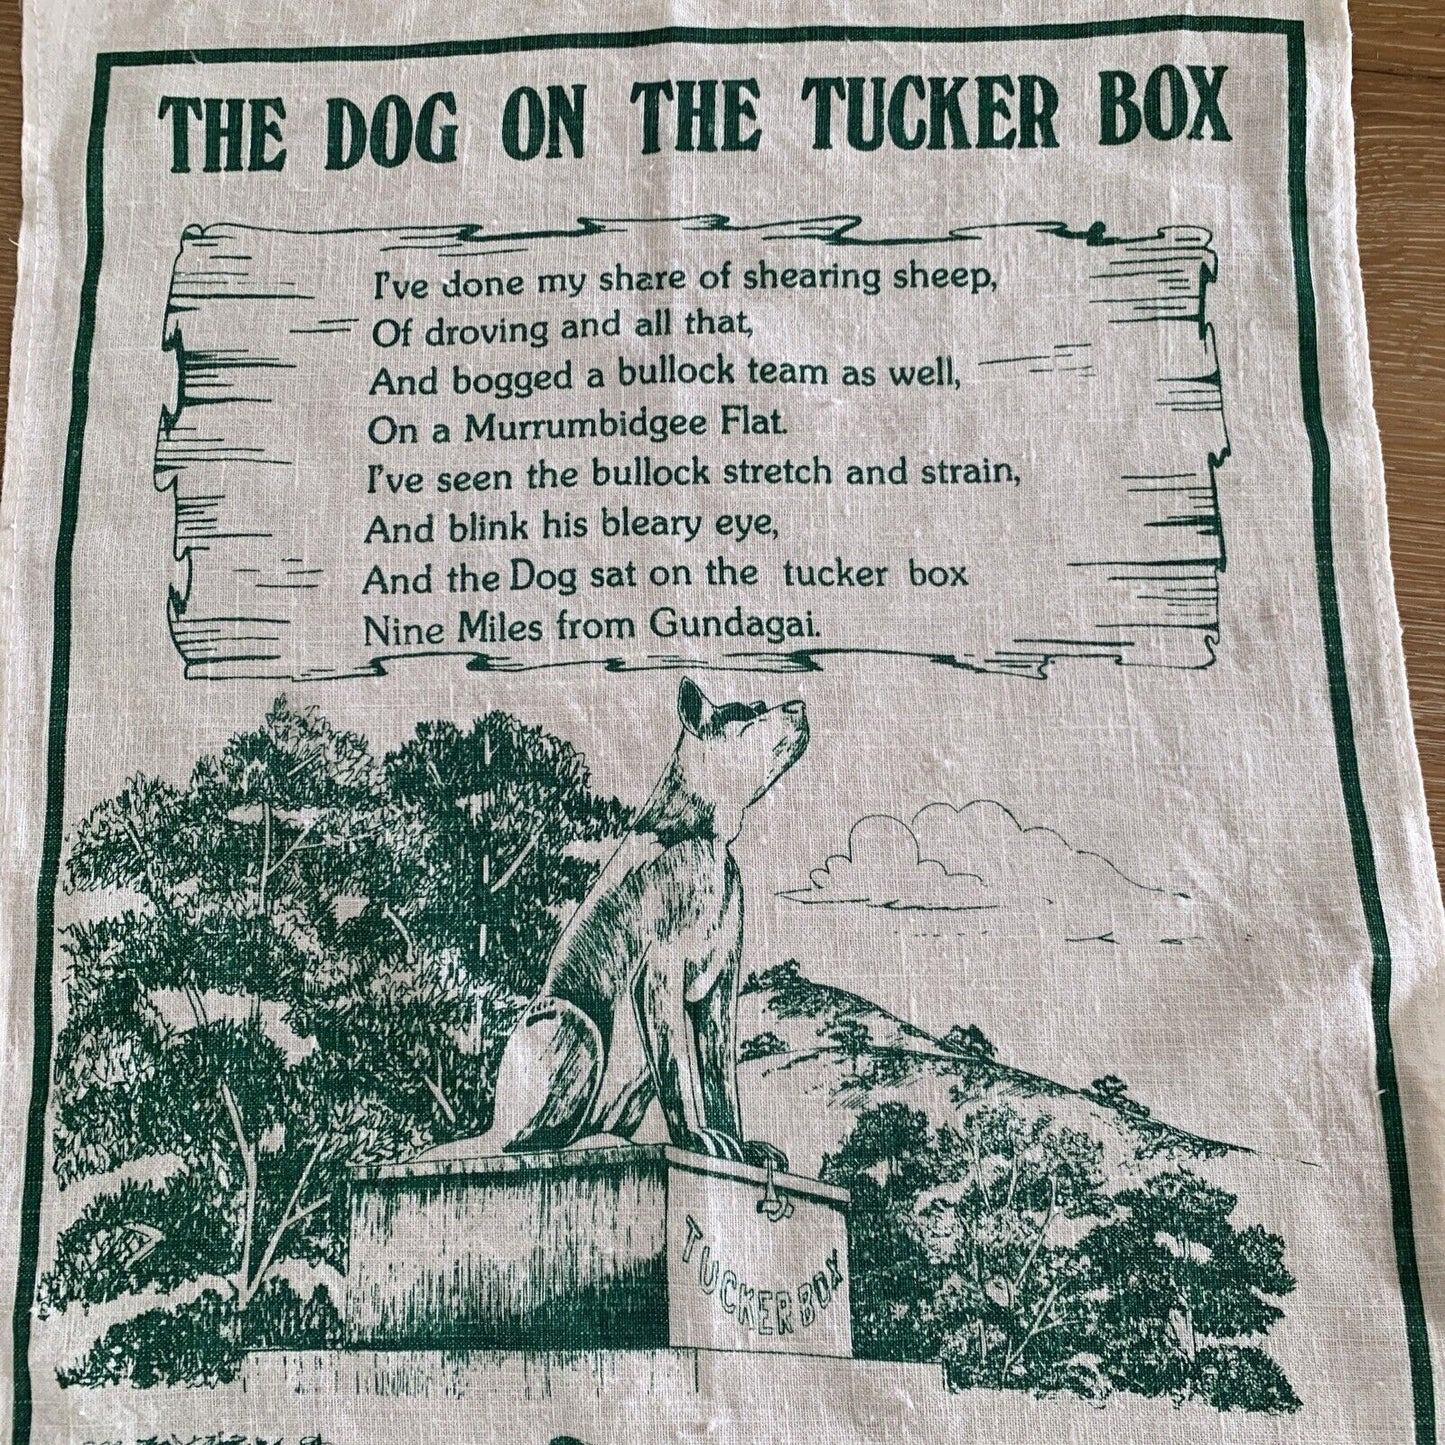 THE DOG ON THE TUCKER BOX
I've done my share of shearing sheep,
Of droving and all that,
And bogged a bullock team as well,
On a Murrumbidgee Flat.
I've seen the bullock stretch and strain,
And blink his bleary eye,
And the Dog sat on the tucker box
Nine Miles from Gundagai.
TUCKER BOX